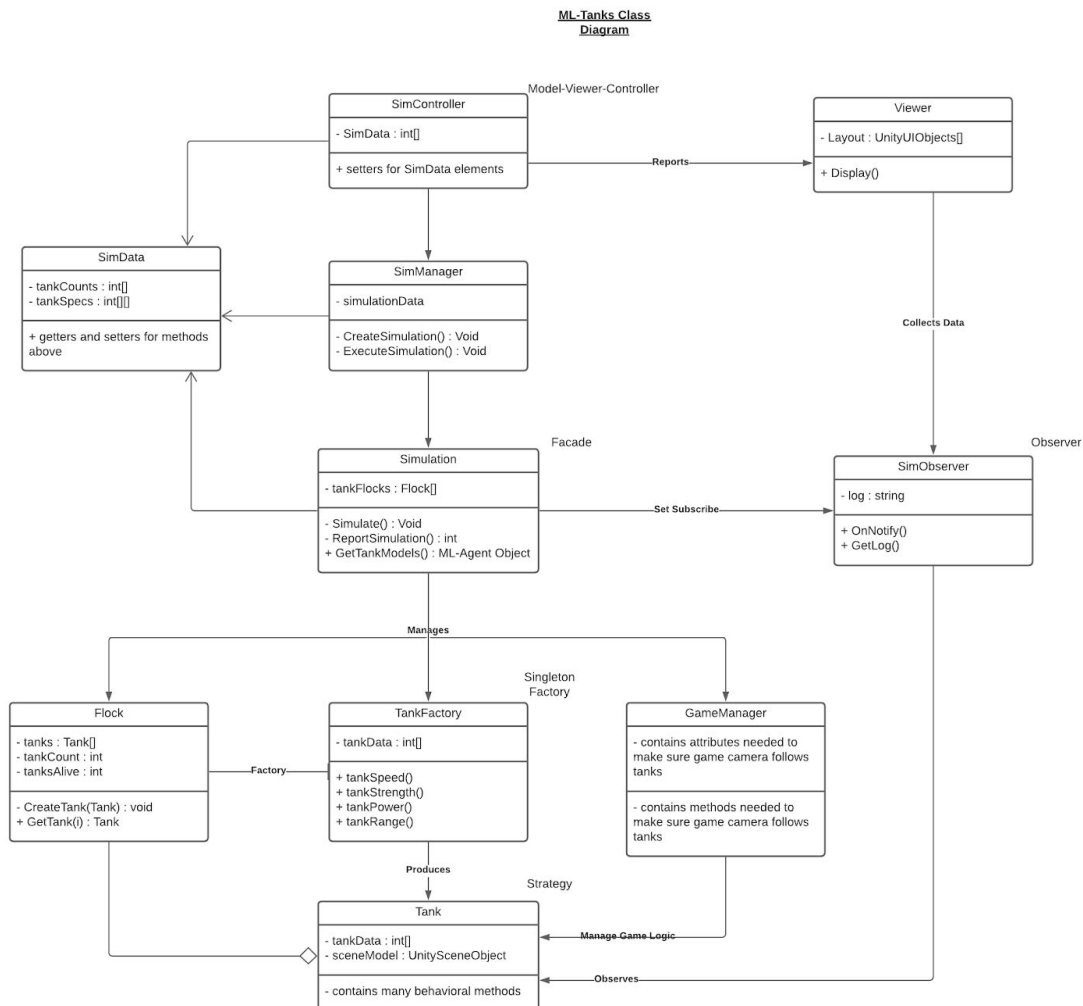 ML-Tanks Class
Diagram
Model-Viewer-Controller
SimController
- SimData : int[]
+ setters for SimData elements
Reports
Viewer
- Layout : UnityUIObjects[]
+ Display()
SimData
- tankCounts : int[]
- tankSpecs : int[][]
+ getters and setters for methods
above
SimManager
- simulationData
- CreateSimulation() : Void
- ExecuteSimulation() : Void
Collects Data
Facade
Simulation
- tankFlocks : Flock[]
- Simulate() : Void
- ReportSimulation() : int
+ GetTankModels() : ML-Agent Object
Set Subscribe
Observer
SimObserver
- log : string
+ OnNotify()
+ GetLog()
Manages
Flock
- tanks : Tank[]
- tankCount : int
- tanksAlive : int
- CreateTank(Tank) : void
+ GetTank(i) : Tank
Factory
Singleton
Factory
TankFactory
- tankData : int[]
+ tankSpeed()
+ tankStrength()
+ tankPower()
+ tankRange()
GameManager
- contains attributes needed to
make sure game camera follows
tanks
- contains methods needed to
make sure game camera follows
tanks
Produces
Strategy
Tank
- tankData : int[]
- sceneModel : UnitySceneObject
- contains many behavioral methods
Manage Game Logic
Observes